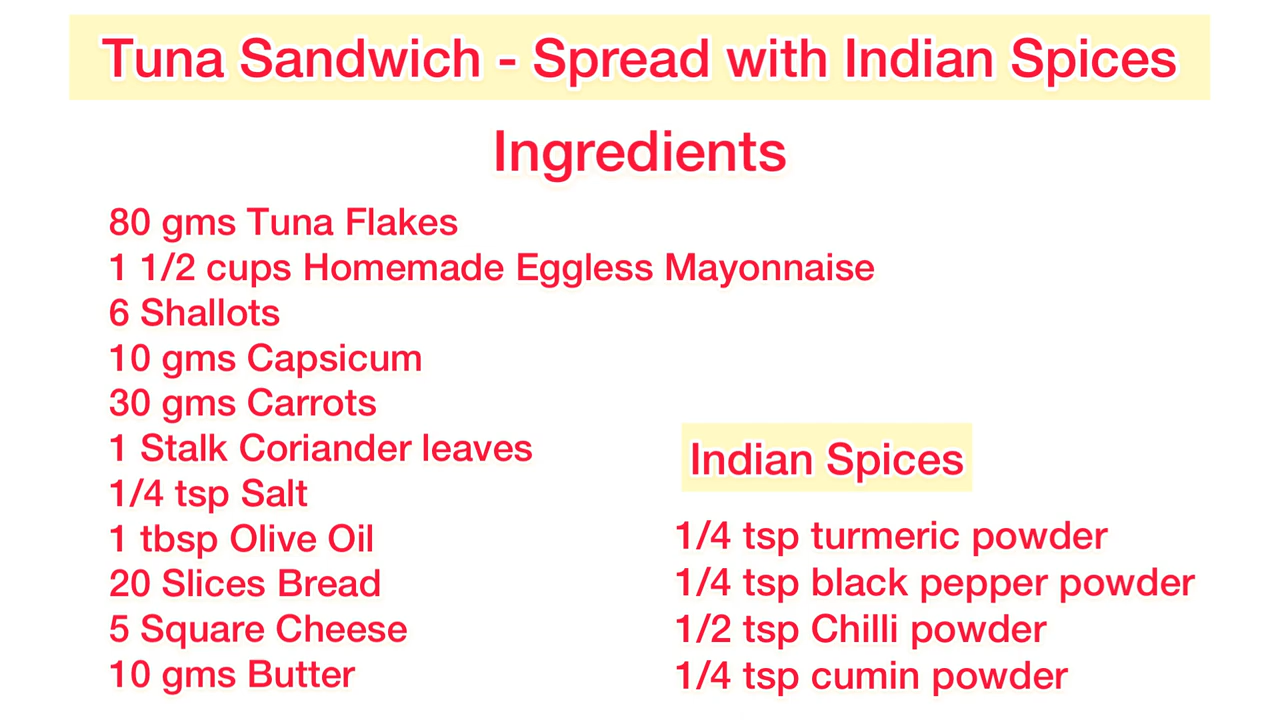 Tuna Sandwich - Spread with Indian Spices
Ingredients
80 gms Tuna Flakes
1 1/2 cups Homemade Eggless Mayonnaise
6 Shallots
10 gms Capsicum
30 gms Carrots
1 Stalk Coriander leaves
1/4 tsp Salt
1 tbsp Olive Oil
20 Slices Bread
5 Square Cheese
10 gms Butter
Indian Spices
1/4 tsp turmeric powder
1/4 tsp black pepper powder
1/2 tsp Chilli powder
1/4 tsp cumin powder